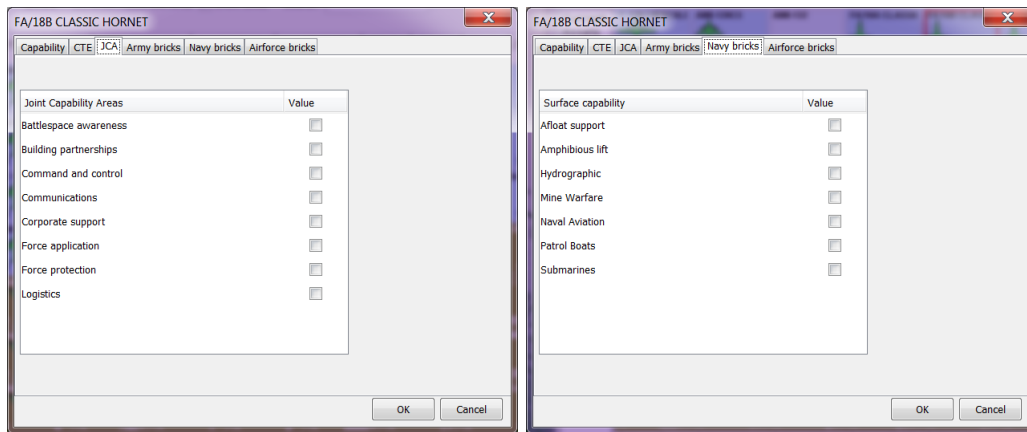 FA/18B CLASSIC HORNET
Capability CTE JCA Army bricks Navy bricks Airforce bricks
Joint Capability Areas Value
Battlespace awareness
Building partnerships
Command and control
Communications
Corporate support
Force application
Force protection
Logistics
OK Cancel
FA/18B CLASSIC HORNET
Capability CTE JCA Army bricks Navy bricks Airforce bricks
Surface capability Value
Afloat support
Amphibious lift
Hydrographic
Mine Warfare
Naval Aviation
Patrol Boats
Submarines
OK Cancel